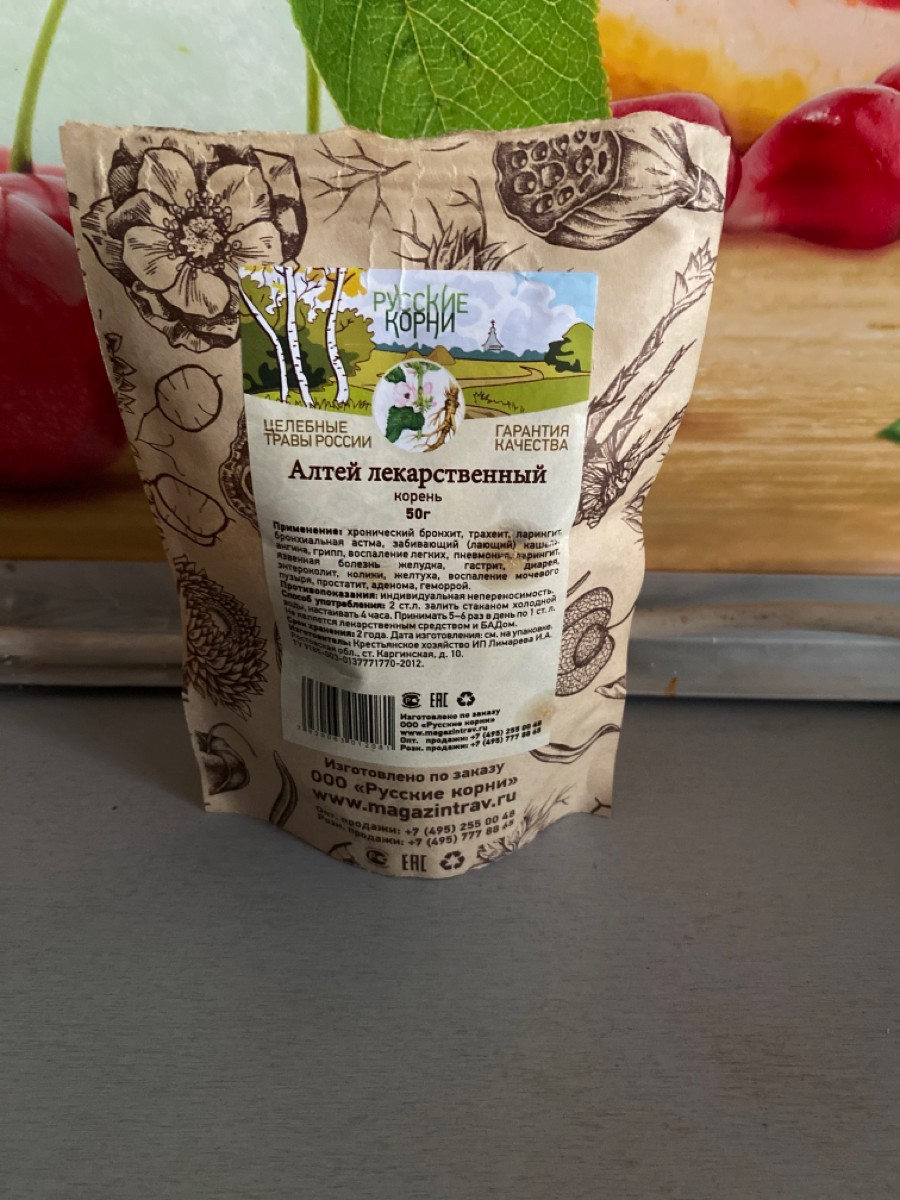 РУССКИЕ
КОРНИ
ЦЕЛЕБНЫЕ
ТРАВЫ РОССИИ
ГАРАНТИЯ
КАЧЕСТВА
Алтей лекарственный
корень
50г
Применение: хронический бронхит, трахеит, ларингит,
бронхиальная астма, забивающий (лающий) кашель,
ангина, грипп, воспаление легких, пневмония, ларингит,
язвенная болезнь желудка, гастрит, диарея,
энтероколит, колики, желтуха, воспаление мочевого
пузыря, простатит, аденома, геморрой.
Противопоказания: индивидуальная непереносимость.
Способ употребления: 2 ст.л. залить стаканом холодной
воды, настаивать 4 часа. Принимать 5-6 раз в день по 1 ст. л.
Не является лекарственным средством и БАДом.
Срок хранения: 2 года. Дата изготовления: см. на упаковке.
Изготовитель: Крестьянское хозяйство ИП Лимарева И.А.
Ростовская обл., ст. Каргинская, д. 10.
ТУ 9185-003-0137771770-2012.
EAC
Изготовлено по заказу
ООО «Русские корни»
www.magazintrav.ru
Опт. продажи: +7 (495) 255 00 48
Розн. продажи: +7 (495) 777 88 65
Изготовлено по заказу
ООО «Русские корни»
www.magazintrav.ru
Опт. продажи: +7 (495) 255 00 48
Розн. продажи: +7 (495) 777 88 65
EAC